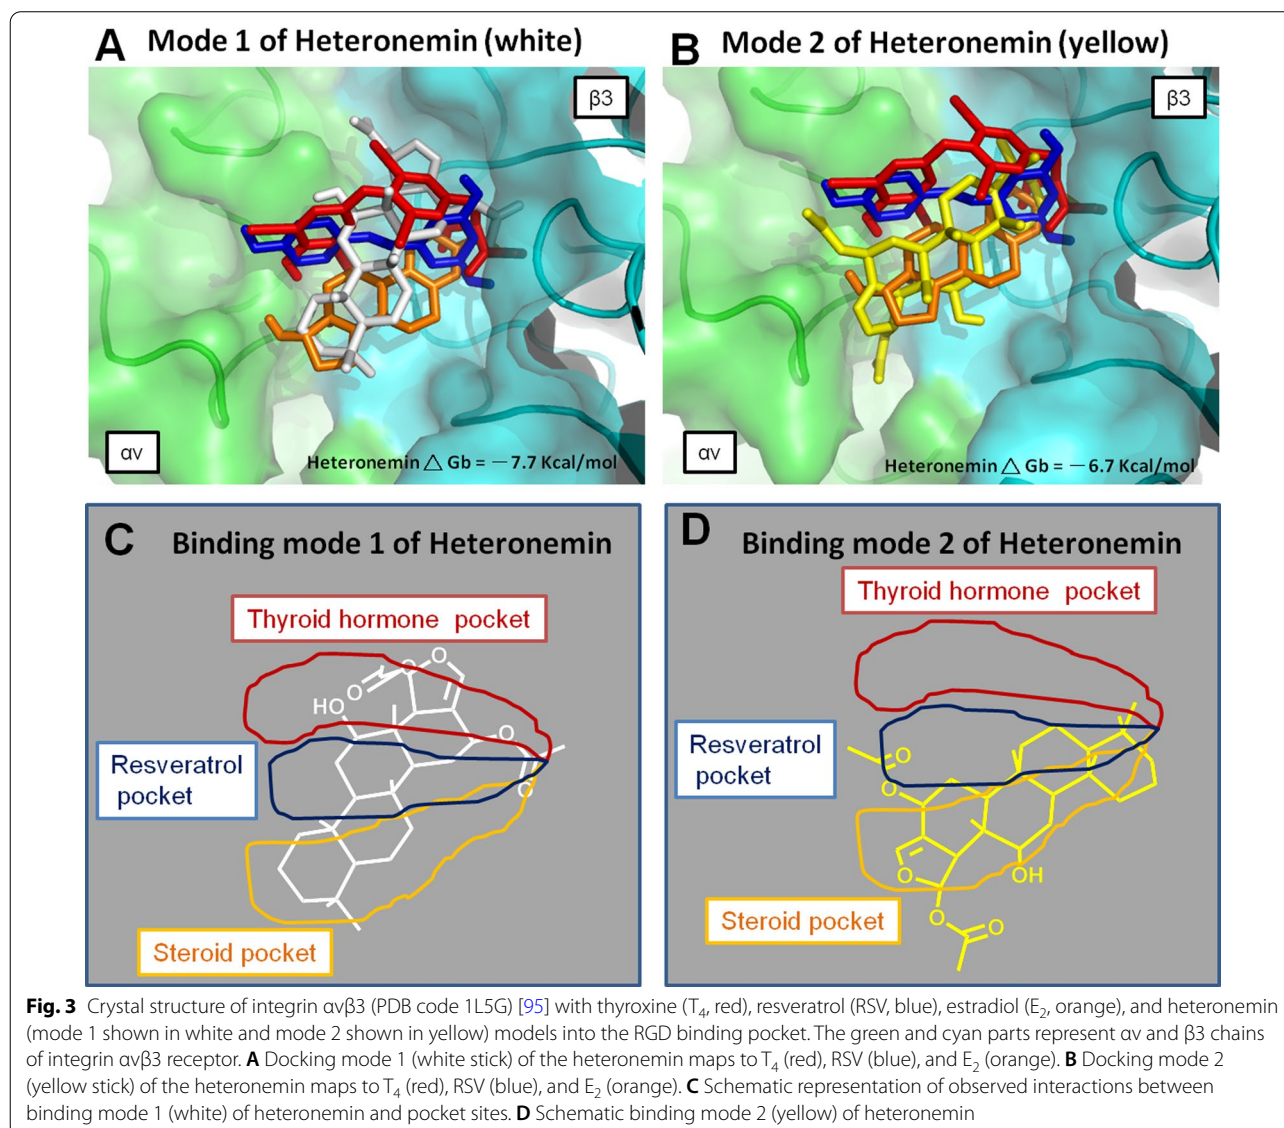 A Mode 1 of Heteronemin (white)
β3
αv
Heteronemin △ Gb = －7.7 Kcal/mol
B Mode 2 of Heteronemin (yellow)
β3
αv
Heteronemin △ Gb = －6.7 Kcal/mol
C Binding mode 1 of Heteronemin
Thyroid hormone pocket
O
O
O
HO
O
O
Resveratrol
pocket
Steroid pocket
D Binding mode 2 of Heteronemin
Thyroid hormone pocket
Resveratrol
pocket
O
O
O
OH
O
O
Steroid pocket
Fig. 3 Crystal structure of integrin αvβ3 (PDB code 1L5G) [95] with thyroxine (T4, red), resveratrol (RSV, blue), estradiol (E2, orange), and heteronemin
(mode 1 shown in white and mode 2 shown in yellow) models into the RGD binding pocket. The green and cyan parts represent αv and β3 chains
of integrin αvβ3 receptor. A Docking mode 1 (white stick) of the heteronemin maps to T4 (red), RSV (blue), and E2 (orange). B Docking mode 2
(yellow stick) of the heteronemin maps to T4 (red), RSV (blue), and E2 (orange). C Schematic representation of observed interactions between
binding mode 1 (white) of heteronemin and pocket sites. D Schematic binding mode 2 (yellow) of heteronemin